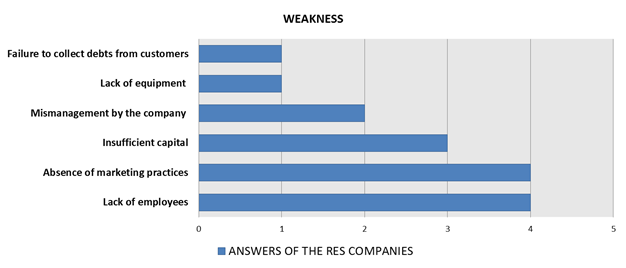 WEAKNESS
Failure to collect debts from customers
Lack of equipment
Mismanagement by the company
Insufficient capital
Absence of marketing practices
Lack of employees
0 1 2 3 4 5
ANSWERS OF THE RES COMPANIES